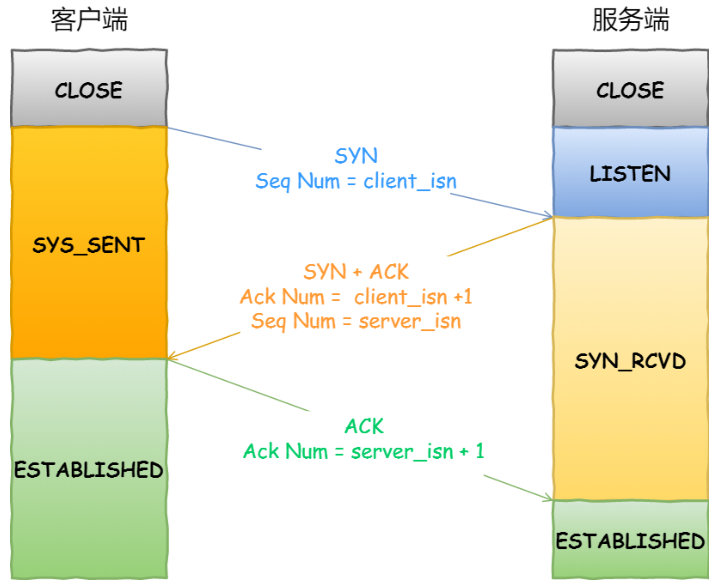 客户端
服务端
CLOSE
CLOSE
SYN
Seq Num = client_isn
LISTEN
SYS_SENT
SYN + ACK
Ack Num =  client_isn +1
Seq Num = server_isn
SYN_RCVD
ACK
Ack Num = server_isn + 1
ESTABLISHED
ESTABLISHED